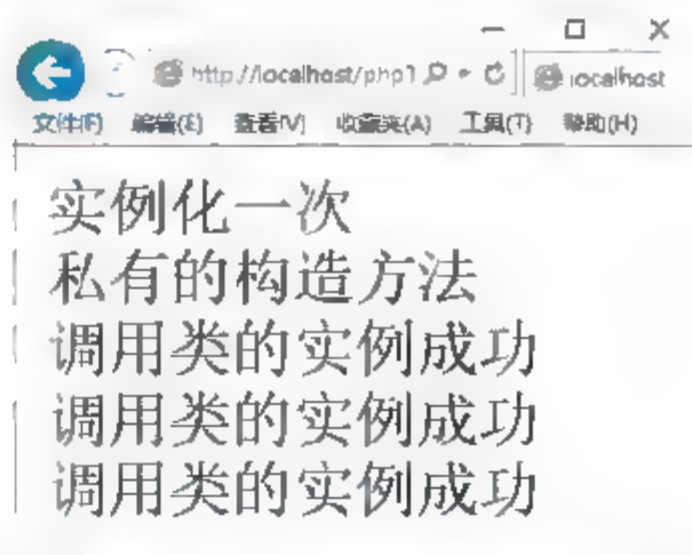 http://localhost/php1 localhost
文件(F) 编辑(E) 查看(V) 收藏夹(A) 工具(T) 帮助(H)
实例化一次
私有的构造方法
调用类的实例成功
调用类的实例成功
调用类的实例成功